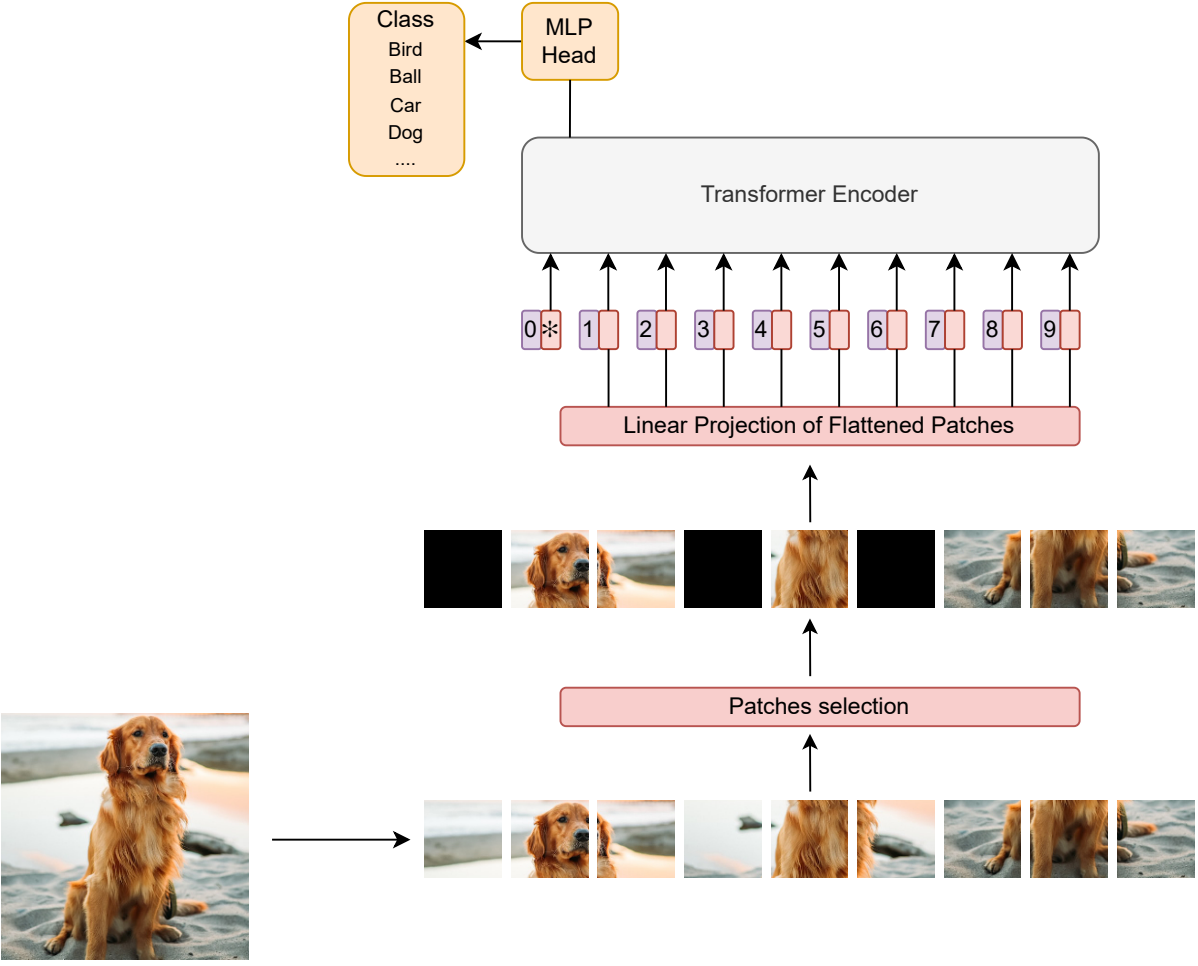 Class
Bird
Ball
Car
Dog
....
MLP
Head
Transformer Encoder
0 * 1 2 3 4 5 6 7 8 9
Linear Projection of Flattened Patches
Patches selection